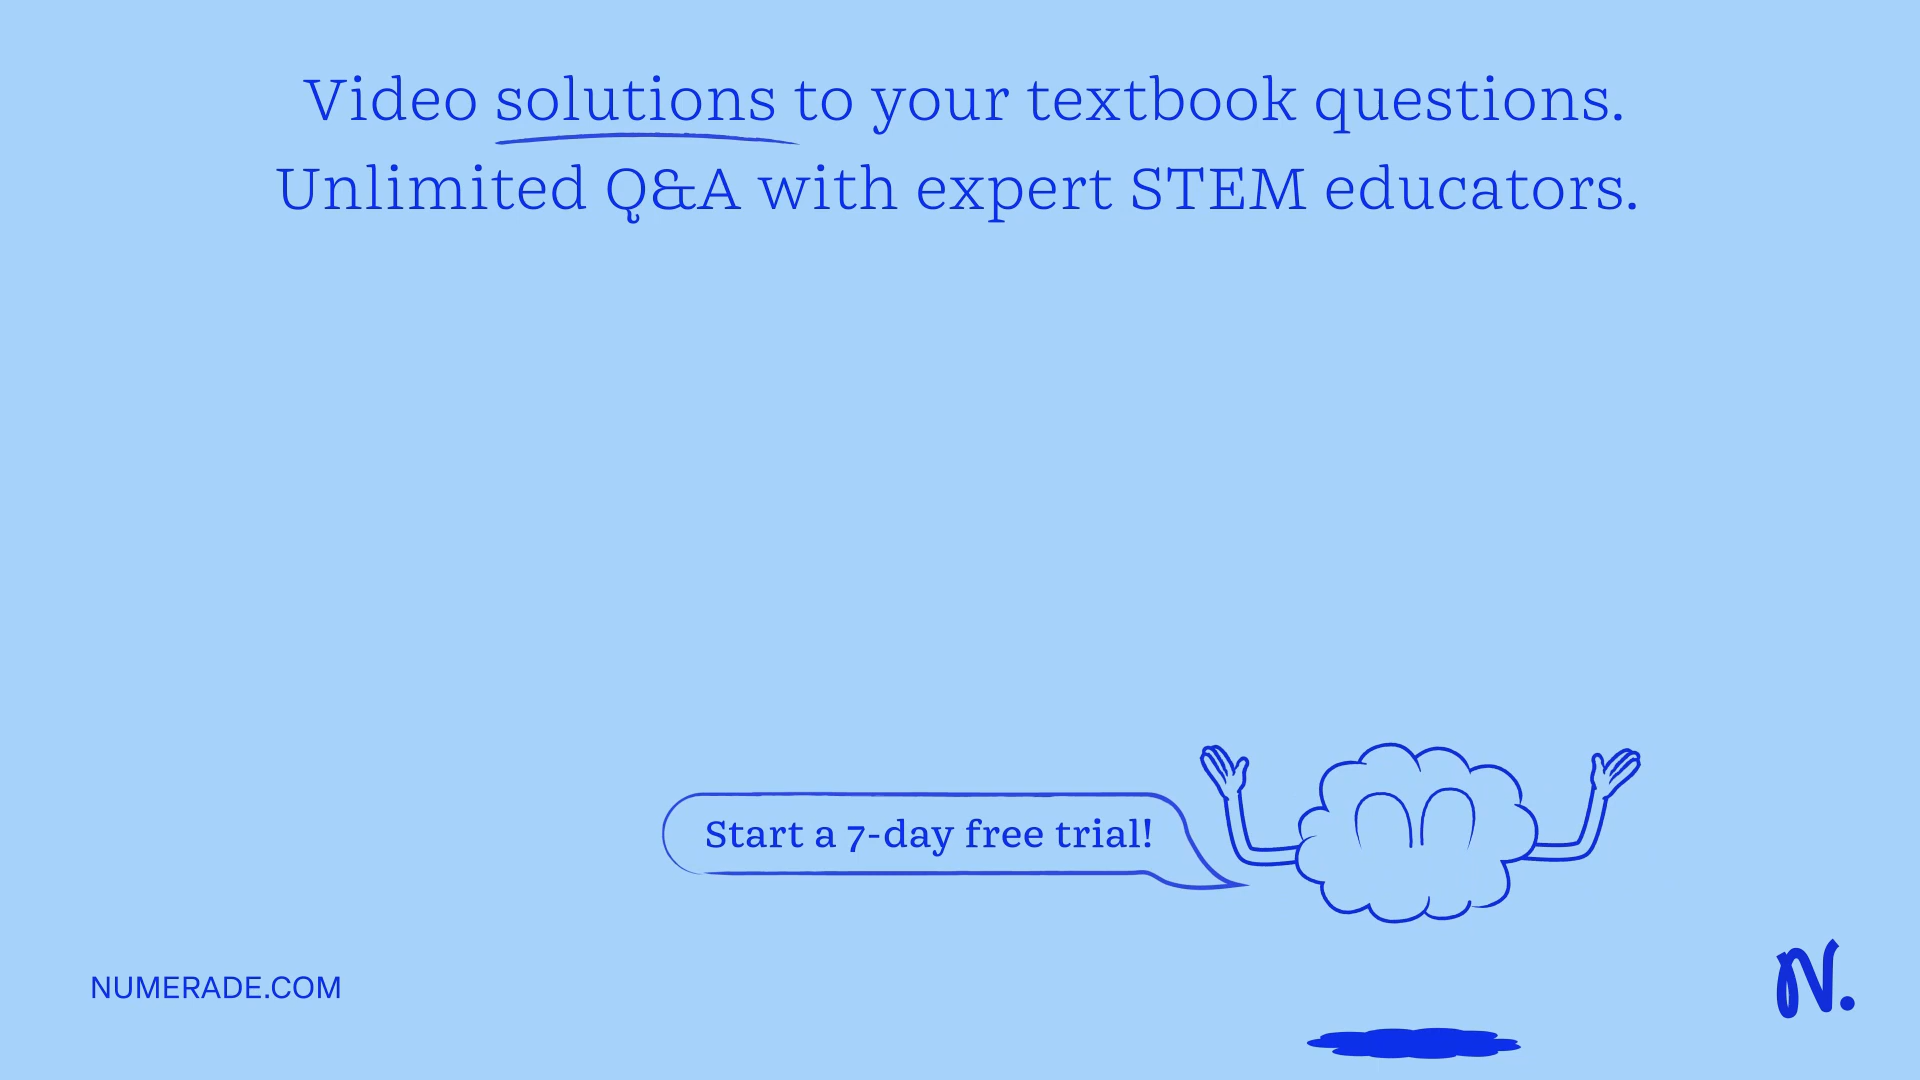 Video solutions to your textbook questions.
Unlimited Q&A with expert STEM educators.
Start a 7-day free trial!
NUMERADE.COM
N.